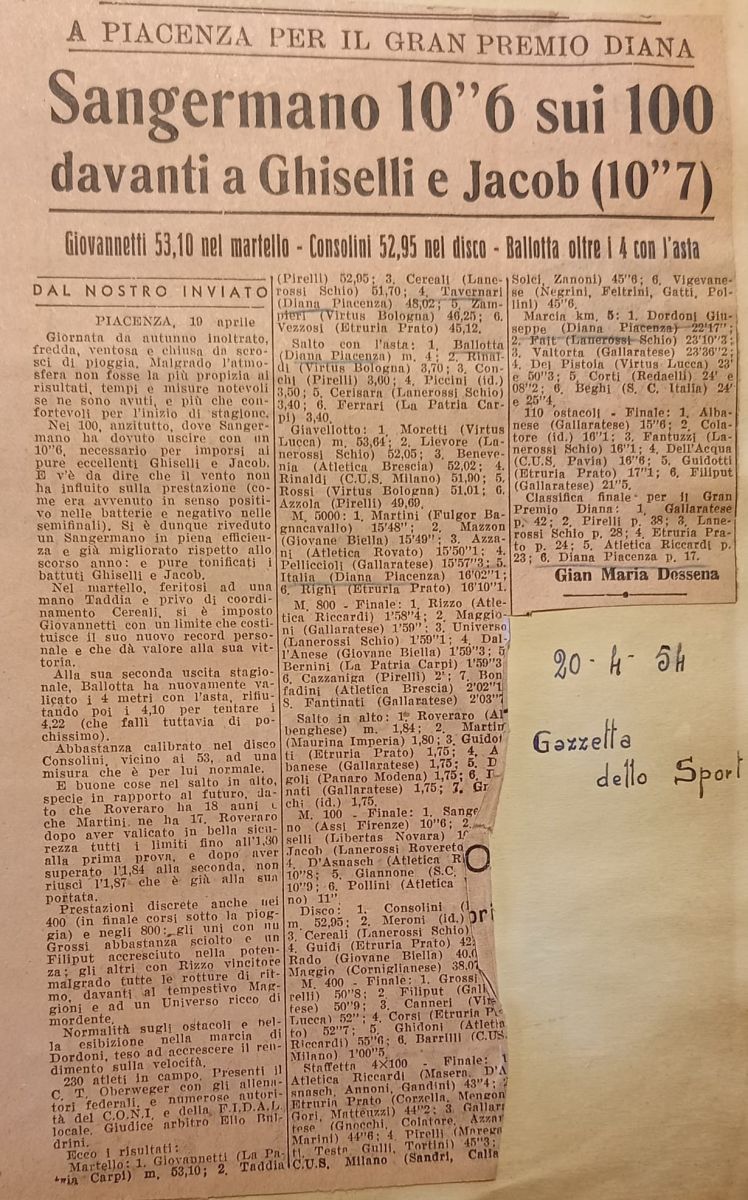 A PIACENZA PER IL GRAN PREMIO DIANA
Sangermano 10”6 sui 100
davanti a Ghiselli e Jacob (10”7)
Giovannetti 53,10 nel martello - Consolini 52,95 nel disco - Ballotta oltre i 4 con l'asta
DAL NOSTRO INVIATO
PIACENZA, 19 aprile
Giornata da autunno inoltrato,
fredda, ventosa e chiusa da scro-
sci di pioggia. Malgrado l'atmo-
sfera non fosse la più propizia ai
risultati, tempi e misure notevoli
se ne sono avuti, e più che con-
fortevoli per l'inizio di stagione.
Nei 100, anzitutto, dove Sanger-
mano ha dovuto uscire con un
10”6, necessario per imporsi ai
pure eccellenti Ghiselli e Jacob.
E v'è da dire che il vento non
ha influito sulla prestazione (co-
me era avvenuto in senso positi-
vo nelle batterie e negativo nelle
semifinali). Si è dunque riveduto
un Sangermano in piena efficien-
za e già migliorato rispetto allo
scorso anno: e pure tonificati i
battuti Ghiselli e Jacob.
Nel martello, feritosi ad una
mano Taddia e privo di coordi-
namento Cereali, si è imposto
Giovannetti con un limite che costi-
tuisce il suo nuovo record perso-
nale e che dà valore alla sua vit-
toria.
Alla sua seconda uscita stagio-
nale, Ballotta ha nuovamente va-
licato i 4 metri con l'asta, rifiu-
tando poi i 4,10 per tentare i
4,22 (che fallì tuttavia di po-
chissimo).
Abbastanza calibrato nel disco
Consolini, vicino ai 53, ad una
misura che è per lui normale.
E buone cose nel salto in alto,
specie in rapporto al futuro, da-
to che Roveraro ha 18 anni e
che Martini ne ha 17. Roveraro
dopo aver valicato in bella sicu-
rezza tutti i limiti fino all'1,80
alla prima prova, e dopo aver
superato l'1,84 alla seconda, non
riuscì l'1,87 che è già alla sua
portata.
Prestazioni discrete anche nei
400 (in finale corsi sotto la piog-
gia) e negli 800: gli uni con un
Grossi abbastanza sciolto e un
Filiput accresciuto nella poten-
za; gli altri con Rizzo vincitore
malgrado tutte le rotture di rit-
mo, davanti al tempestivo Mag-
gioni e ad un Universo ricco di
mordente.
Normalità sugli ostacoli e nel-
la esibizione nella marcia di
Dordoni, teso ad accrescere il ren-
dimento sulla velocità.
230 atleti in campo. Presenti il
C. T. Oberweger con gli allena-
tori federali, e numerose autori-
tà del C.O.N.I. e della F.I.D.A.L.
locale. Giudice arbitro Elio Bul-
drini.
Ecco i risultati:
Martello: 1. Giovannetti (La Pa-
tria Carpi) m. 53,10; 2. Taddia
(Pirelli) 52,95; 3. Cereali (Lane-
rossi Schio) 51,70; 4. Tavernari
(Diana Piacenza) 48,02; 5. Zam-
pieri (Virtus Bologna) 46,25; 6.
Vezzosi (Etruria Prato) 45,12.
Salto con l'asta: 1. Ballotta
(Diana Piacenza) m. 4; 2. Rinal-
di (Virtus Bologna) 3,70; 3. Con-
chi (Pirelli) 3,60; 4. Piccini (id.)
3,50; 5. Cerisara (Lanerossi Schio)
3,40; 6. Ferrari (La Patria Car-
pi) 3,40.
Giavellotto: 1. Moretti (Virtus
Lucca) m. 53,64; 2. Lievore (La-
nerossi Schio) 52,05; 3. Beneve-
nia (Atletica Brescia) 52,02; 4.
Rinaldi (C.U.S. Milano) 51,90; 5.
Rossi (Virtus Bologna) 51,01; 6.
Azzola (Pirelli) 49,69.
M. 5000: 1. Martini (Fulgor Ba-
gnacavallo) 15'48”; 2. Mazzon
(Giovane Biella) 15'49”; 3. Azza-
ni (Atletica Rovato) 15'50”1; 4.
Pelliccioli (Gallaratese) 15'57”3; 5.
Italia (Diana Piacenza) 16'02”1;
6. Righi (Etruria Prato) 16'10”1.
M. 800 - Finale: 1. Rizzo (Atle-
tica Riccardi) 1'58”4; 2. Maggio-
ni (Gallaratese) 1'59”; 3. Universo
(Lanerossi Schio) 1'59”1; 4. Dal-
l'Anese (Giovane Biella) 1'59”3; 5
Bernini (La Patria Carpi) 1'59”3
6. Cazzaniga (Pirelli) 2'; 7. Bon
fadini (Atletica Brescia) 2'02”1
8. Fantinati (Gallaratese) 2'03”7
Salto in alto: 1. Roveraro (Al
benghese) m. 1,84; 2. Martin
(Maurina Imperia) 1,80; 3. Guidot
ti (Etruria Prato) 1,75; 4. A
banese (Gallaratese) 1,75; 5. D
goli (Panaro Modena) 1,75; 6.
nati (Gallaratese) 1,75; 7. Gr
chi (id.) 1,75.
M. 100 - Finale: 1. Sange
no (Assi Firenze) 10”6; 2.
selli (Libertas Novara) 1
Jacob (Lanerossi Rovereto
4. D'Asnasch (Atletica R
10”8; 5. Giannone (S.C.
10”9; 6. Pollini (Atletica
no) 11”
Disco: 1. Consolini (
m. 52,95; 2. Meroni (id.)
3. Cereali (Lanerossi Schio)
4. Guidi (Etruria Prato) 42
Rado (Giovane Biella) 40,0
Maggio (Corniglianese) 38,07
M. 400 - Finale: 1. Grossi
relli) 50”8; 2. Filiput (Gall
tese) 50”9; 3. Canneri (Vir
Lucca) 52”; 4. Corsi (Etruria P
to) 52”7; 5. Ghidoni (Atletic
Riccardi) 55”6; 6. Barrilli (C.US.
Milano) 1'00”5.
Staffetta 4X100 - Finale: 1
Atletica Riccardi (Masera, D'A
snasch, Annoni, Gandini) 43”4; 2
Etruria Prato (Corzella, Mengon
Gori, Matteuzzi) 44”2; 3. Gallar
tese (Gnocchi, Colatore, Azzar
Marini) 44”6; 4. Pirelli (Morega
ti, Testa Gulli, Tortini) 45”3;
C.U.S. Milano (Sandri, Calla
Solci, Zanoni) 45”6; 6. Vigevane-
se (Negrini, Feltrini, Gatti, Pol-
lini) 45”6.
Marcia km. 5: 1. Dordoni Giu-
seppe (Diana Piacenza) 22'17”;
2. Fait (Lanerossi Schio) 23'10”3;
3. Valtorta (Gallaratese) 23'36”2;
4. Del Pistola (Virtus Lucca) 23'
e 50”3; 5. Corti (Redaelli) 24' e
08”2; 6. Beghi (S. C. Italia) 24'
e 25”4.
110 ostacoli - Finale: 1. Alba-
nese (Gallaratese) 15”6; 2. Cola-
tore (id.) 16”1; 3. Fantuzzi (La-
nerossi Schio) 16”1; 4. Dell'Acqua
(C.U.S. Pavia) 16”6; 5. Guidotti
(Etruria Prato) 17”1; 6. Filiput
(Gallaratese) 21”5.
Classifica finale per il Gran
Premio Diana: 1. Gallaratese
p. 42; 2. Pirelli p. 38; 3. Lane-
rossi Schio p. 28; 4. Etruria Pra-
to p. 24; 5. Atletica Riccardi p.
23; 6. Diana Piacenza p. 17.
Gian Maria Dossena
20-4-54
Gazzetta
dello Sport